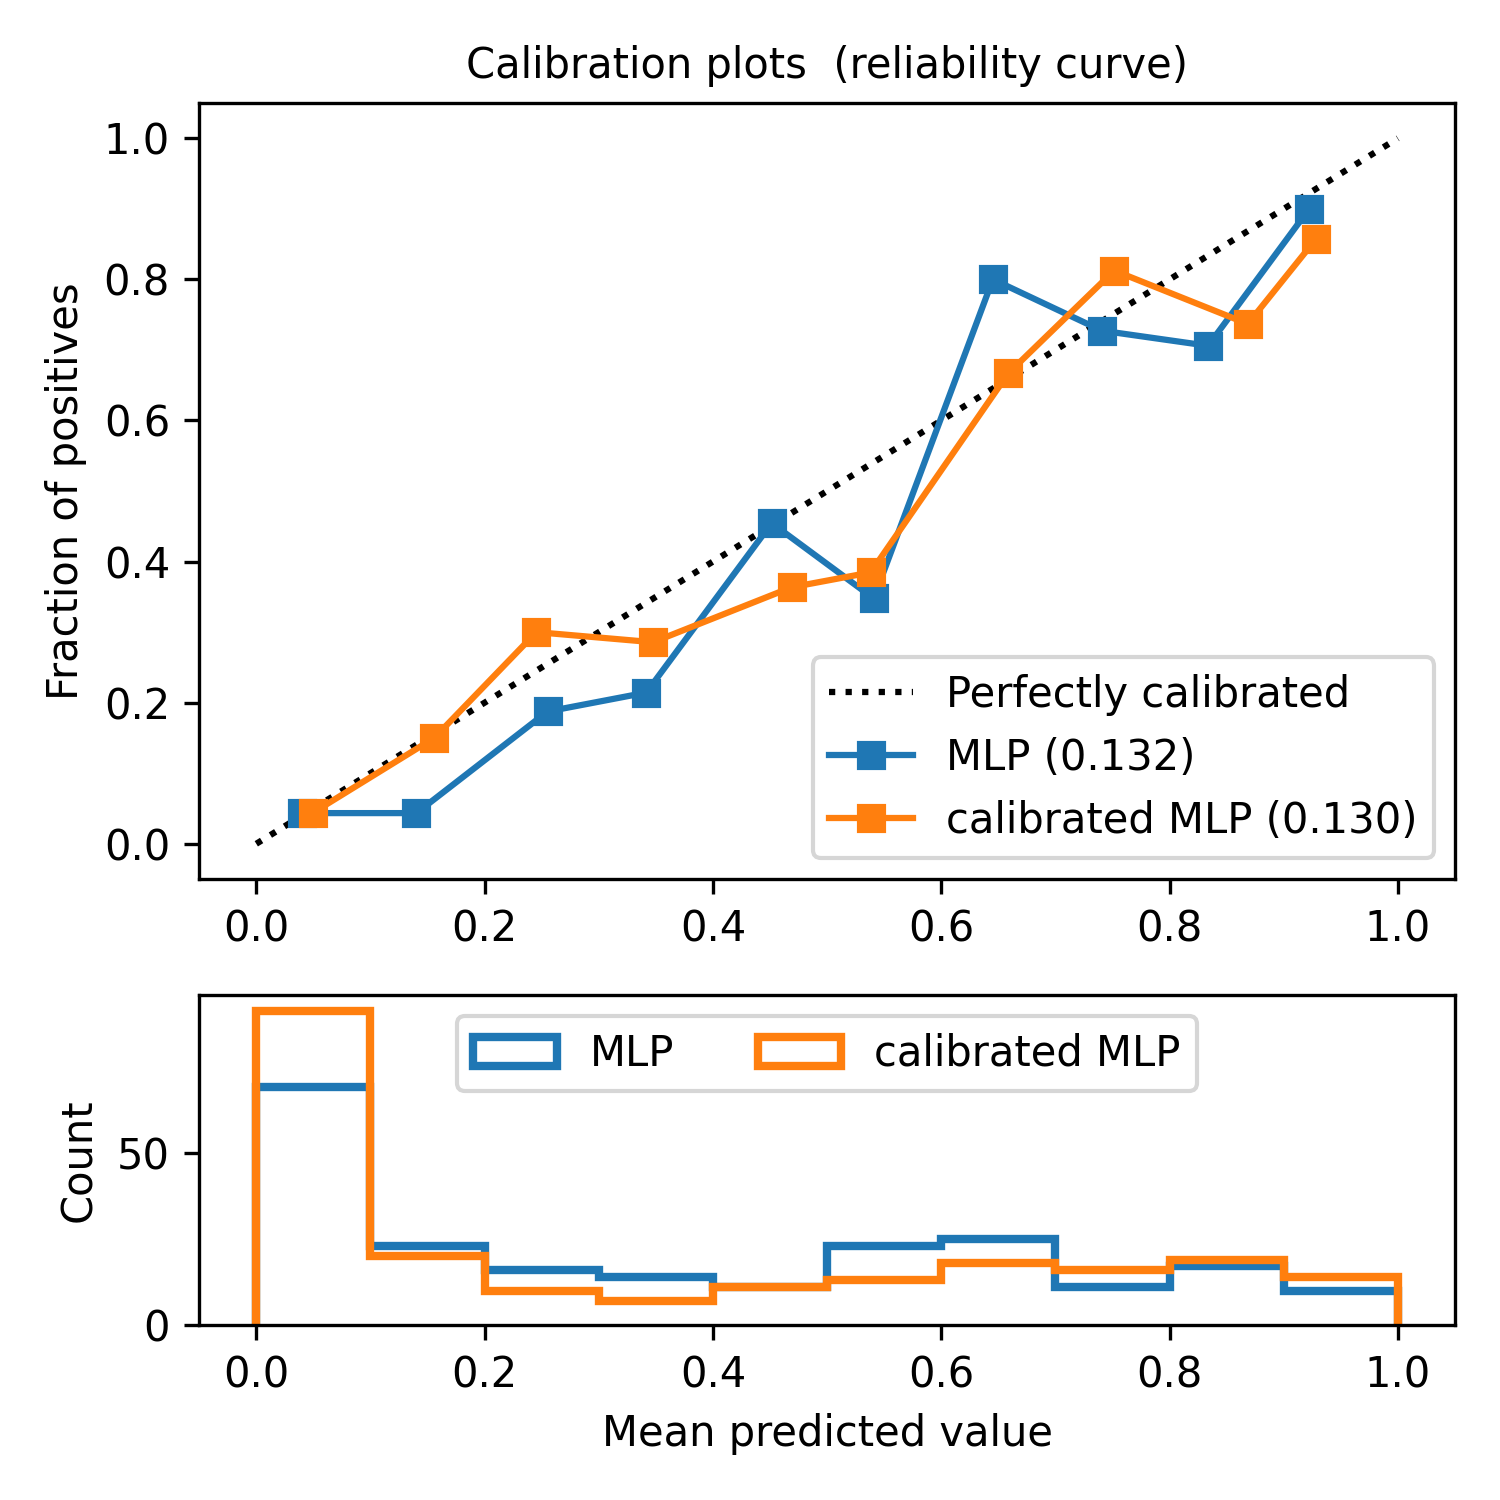 Calibration plots  (reliability curve)
1.0
0.8
0.6
0.4
0.2
0.0
Fraction of positives
Perfectly calibrated
MLP (0.132)
calibrated MLP (0.130)
0.0 0.2 0.4 0.6 0.8 1.0
MLP calibrated MLP
50
0
Count
0.0 0.2 0.4 0.6 0.8 1.0
Mean predicted value